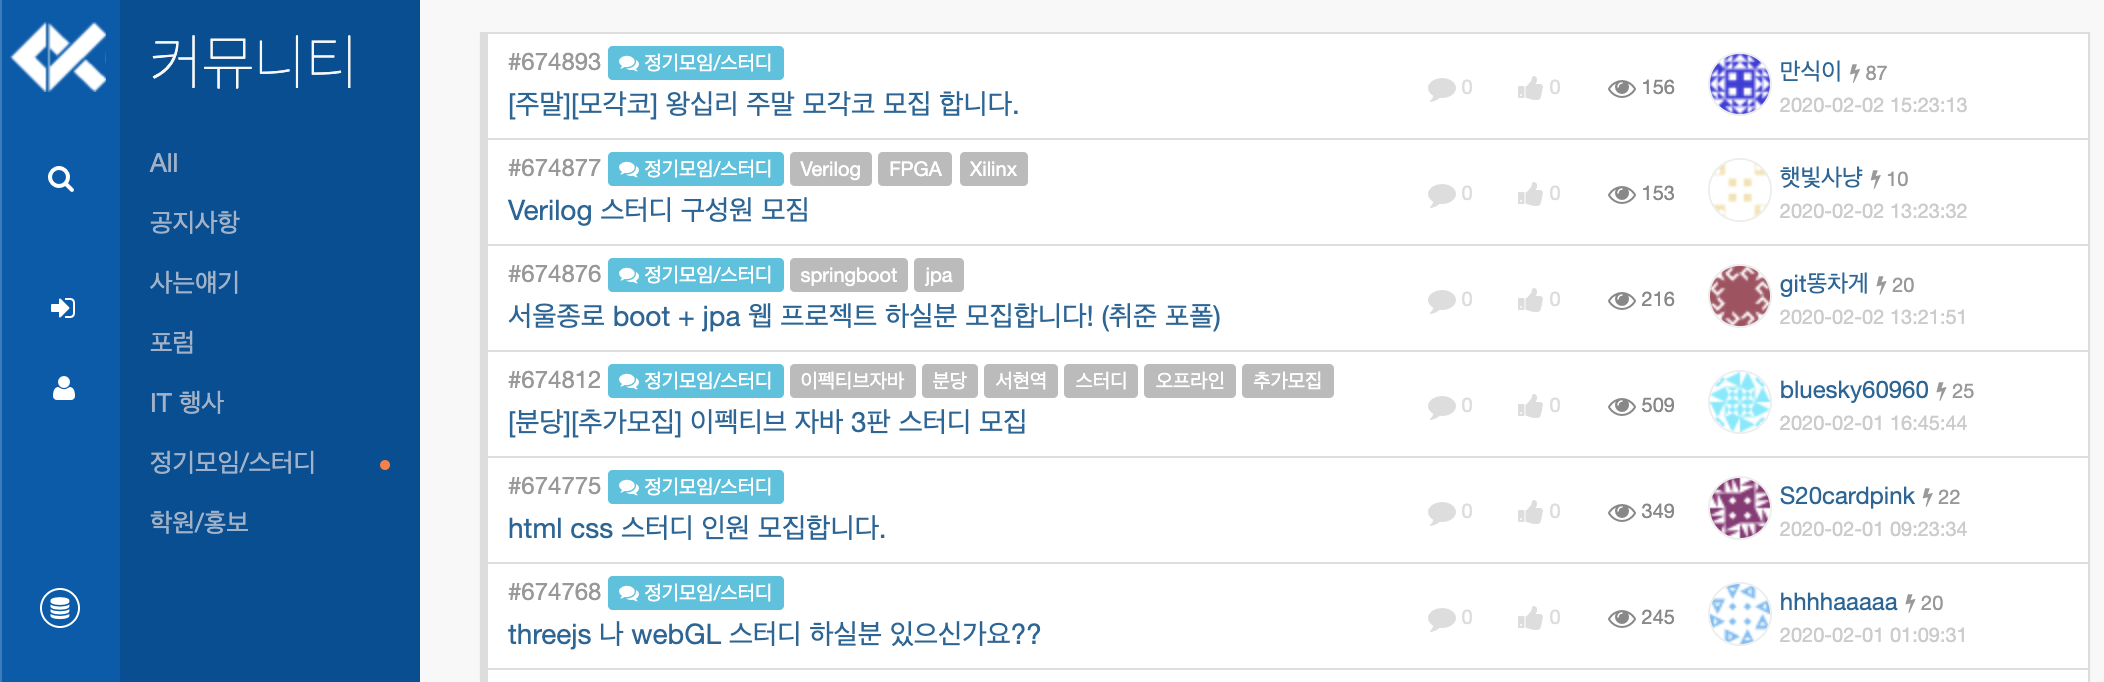 커뮤니티
All
공지사항
사는얘기
포럼
IT 행사
정기모임/스터디
학원/홍보
#674893 정기모임/스터디
[주말][모각코] 왕십리 주말 모각코 모집 합니다.
0 0 156
만식이 87
2020-02-02 15:23:13
#674877 정기모임/스터디 Verilog FPGA Xilinx
Verilog 스터디 구성원 모짐
0 0 153
햇빛사냥 10
2020-02-02 13:23:32
#674876 정기모임/스터디 springboot jpa
서울종로 boot + jpa 웹 프로젝트 하실분 모집합니다! (취준 포폴)
0 0 216
git똥차게 20
2020-02-02 13:21:51
#674812 정기모임/스터디 이펙티브자바 분당 서현역 스터디 오프라인 추가모집
[분당][추가모집] 이펙티브 자바 3판 스터디 모집
0 0 509
bluesky60960 25
2020-02-01 16:45:44
#674775 정기모임/스터디
html css 스터디 인원 모집합니다.
0 0 349
S20cardpink 22
2020-02-01 09:23:34
#674768 정기모임/스터디
threejs 나 webGL 스터디 하실분 있으신가요??
0 0 245
hhhhaaaaa 20
2020-02-01 01:09:31